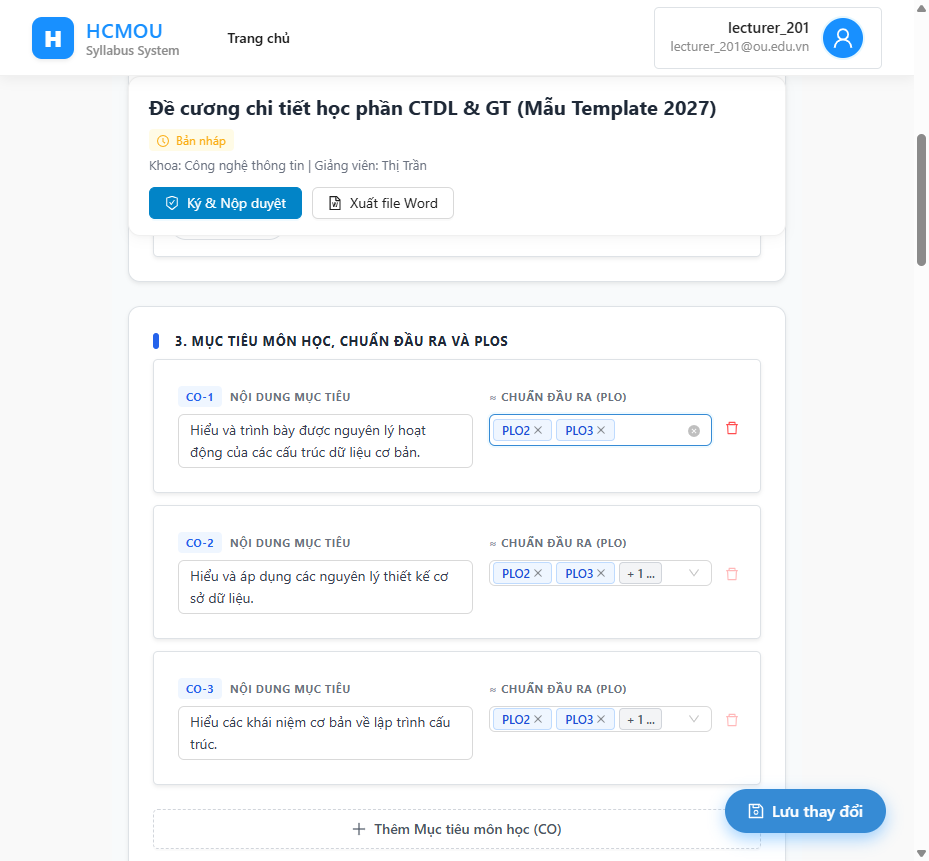 H
HCMOU
Syllabus System
Trang chủ
lecturer_201
lecturer_201@ou.edu.vn
Đề cương chi tiết học phần CTDL & GT (Mẫu Template 2027)
Bản nháp
Khoa: Công nghệ thông tin | Giảng viên: Thị Trần
Ký & Nộp duyệt
Xuất file Word
3. MỤC TIÊU MÔN HỌC, CHUẨN ĐẦU RA VÀ PLOS
CO-1 NỘI DUNG MỤC TIÊU
≈ CHUẨN ĐẦU RA (PLO)
Hiểu và trình bày được nguyên lý hoạt
động của các cấu trúc dữ liệu cơ bản.
PLO2 PLO3
CO-2 NỘI DUNG MỤC TIÊU
≈ CHUẨN ĐẦU RA (PLO)
Hiểu và áp dụng các nguyên lý thiết kế cơ
sở dữ liệu.
PLO2 PLO3 + 1 ...
CO-3 NỘI DUNG MỤC TIÊU
≈ CHUẨN ĐẦU RA (PLO)
Hiểu các khái niệm cơ bản về lập trình cấu
trúc.
PLO2 PLO3 + 1 ...
Thêm Mục tiêu môn học (CO)
Lưu thay đổi